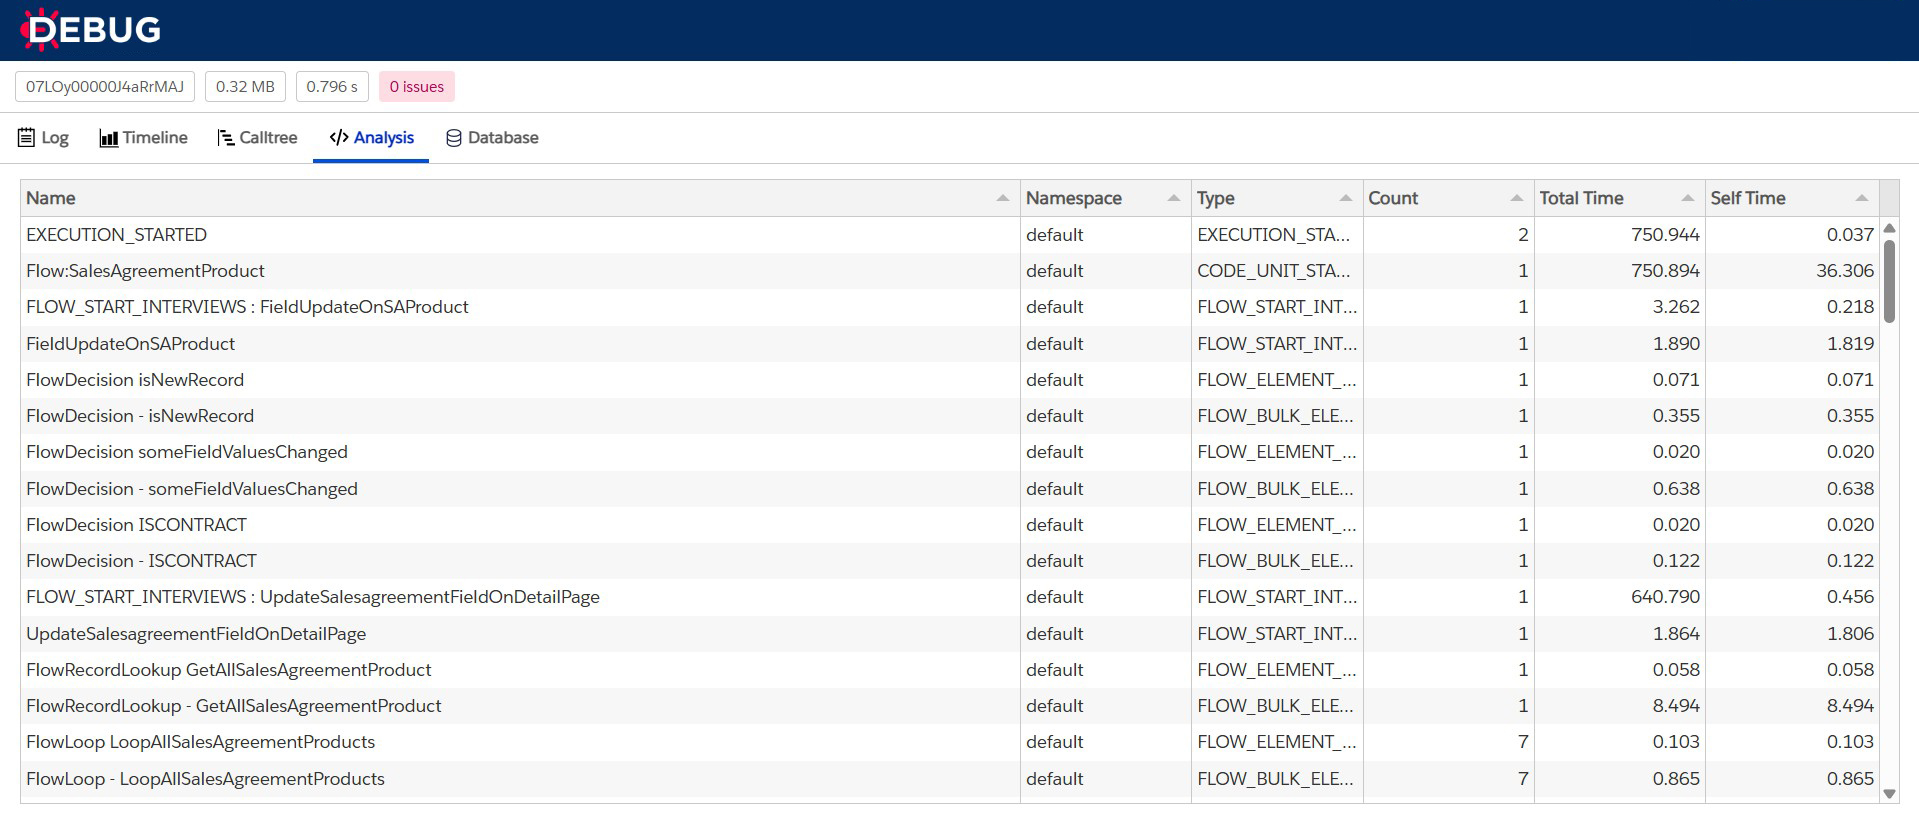 DEBUG
07LOy00000J4aRrMAJ 0.32 MB 0.796 s 0 issues
Log Timeline Calltree Analysis Database
Name Namespace Type Count Total Time Self Time
EXECUTION_STARTED default EXECUTION_STA... 2 750.944 0.037
Flow:SalesAgreementProduct default CODE_UNIT_STA... 1 750.894 36.306
FLOW_START_INTERVIEWS : FieldUpdateOnSAProduct default FLOW_START_INT... 1 3.262 0.218
FieldUpdateOnSAProduct default FLOW_START_INT... 1 1.890 1.819
FlowDecision isNewRecord default FLOW_ELEMENT_... 1 0.071 0.071
FlowDecision - isNewRecord default FLOW_BULK_ELE... 1 0.355 0.355
FlowDecision someFieldValuesChanged default FLOW_ELEMENT_... 1 0.020 0.020
FlowDecision - someFieldValuesChanged default FLOW_BULK_ELE... 1 0.638 0.638
FlowDecision ISCONTRACT default FLOW_ELEMENT_... 1 0.020 0.020
FlowDecision - ISCONTRACT default FLOW_BULK_ELE... 1 0.122 0.122
FLOW_START_INTERVIEWS : UpdateSalesagreementFieldOnDetailPage default FLOW_START_INT... 1 640.790 0.456
UpdateSalesagreementFieldOnDetailPage default FLOW_START_INT... 1 1.864 1.806
FlowRecordLookup GetAllSalesAgreementProduct default FLOW_ELEMENT_... 1 0.058 0.058
FlowRecordLookup - GetAllSalesAgreementProduct default FLOW_BULK_ELE... 1 8.494 8.494
FlowLoop LoopAllSalesAgreementProducts default FLOW_ELEMENT_... 7 0.103 0.103
FlowLoop - LoopAllSalesAgreementProducts default FLOW_BULK_ELE... 7 0.865 0.865